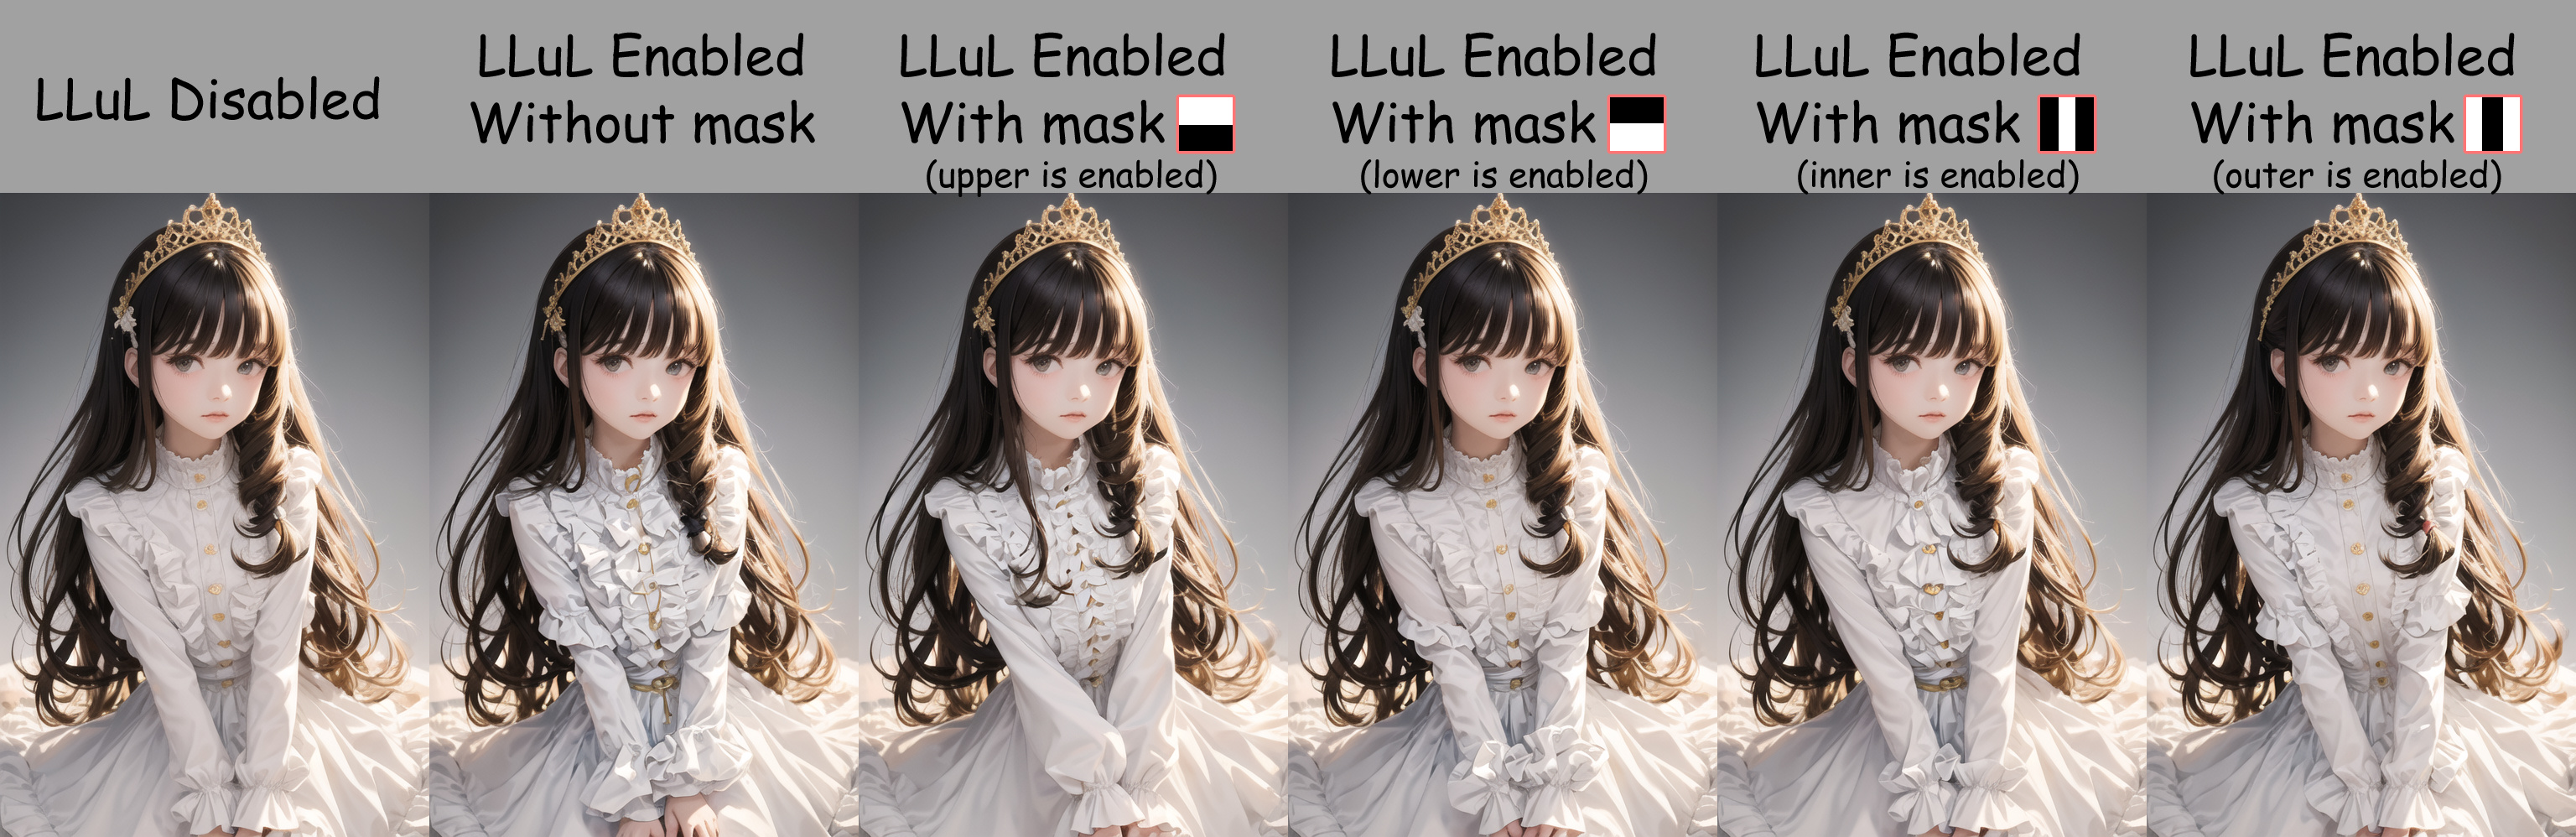 LLuL Disabled
LLuL Enabled
Without mask
LLuL Enabled
With mask
(upper is enabled)
LLuL Enabled
With mask
(lower is enabled)
LLuL Enabled
With mask
(inner is enabled)
LLuL Enabled
With mask
(outer is enabled)